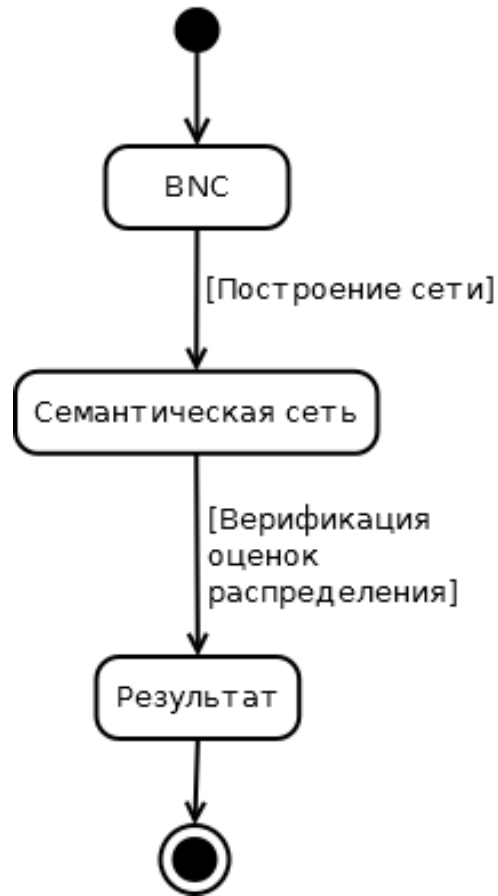 BNC
[Построение сети]
Семантическая сеть
[Верификация
оценок
распределения]
Результат